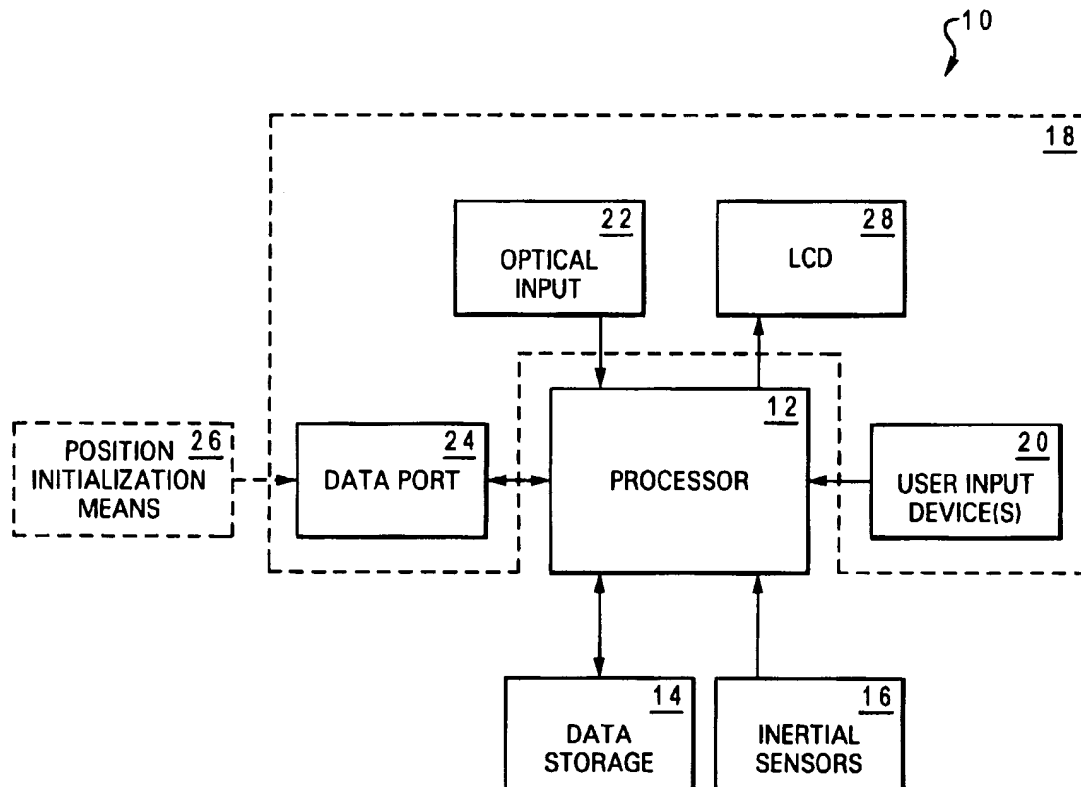 10
18
22
OPTICAL
INPUT
28
LCD
26
POSITION
INITIALIZATION
MEANS
24
DATA PORT
12
PROCESSOR
20
USER INPUT
DEVICE(S)
14
DATA
STORAGE
16
INERTIAL
SENSORS